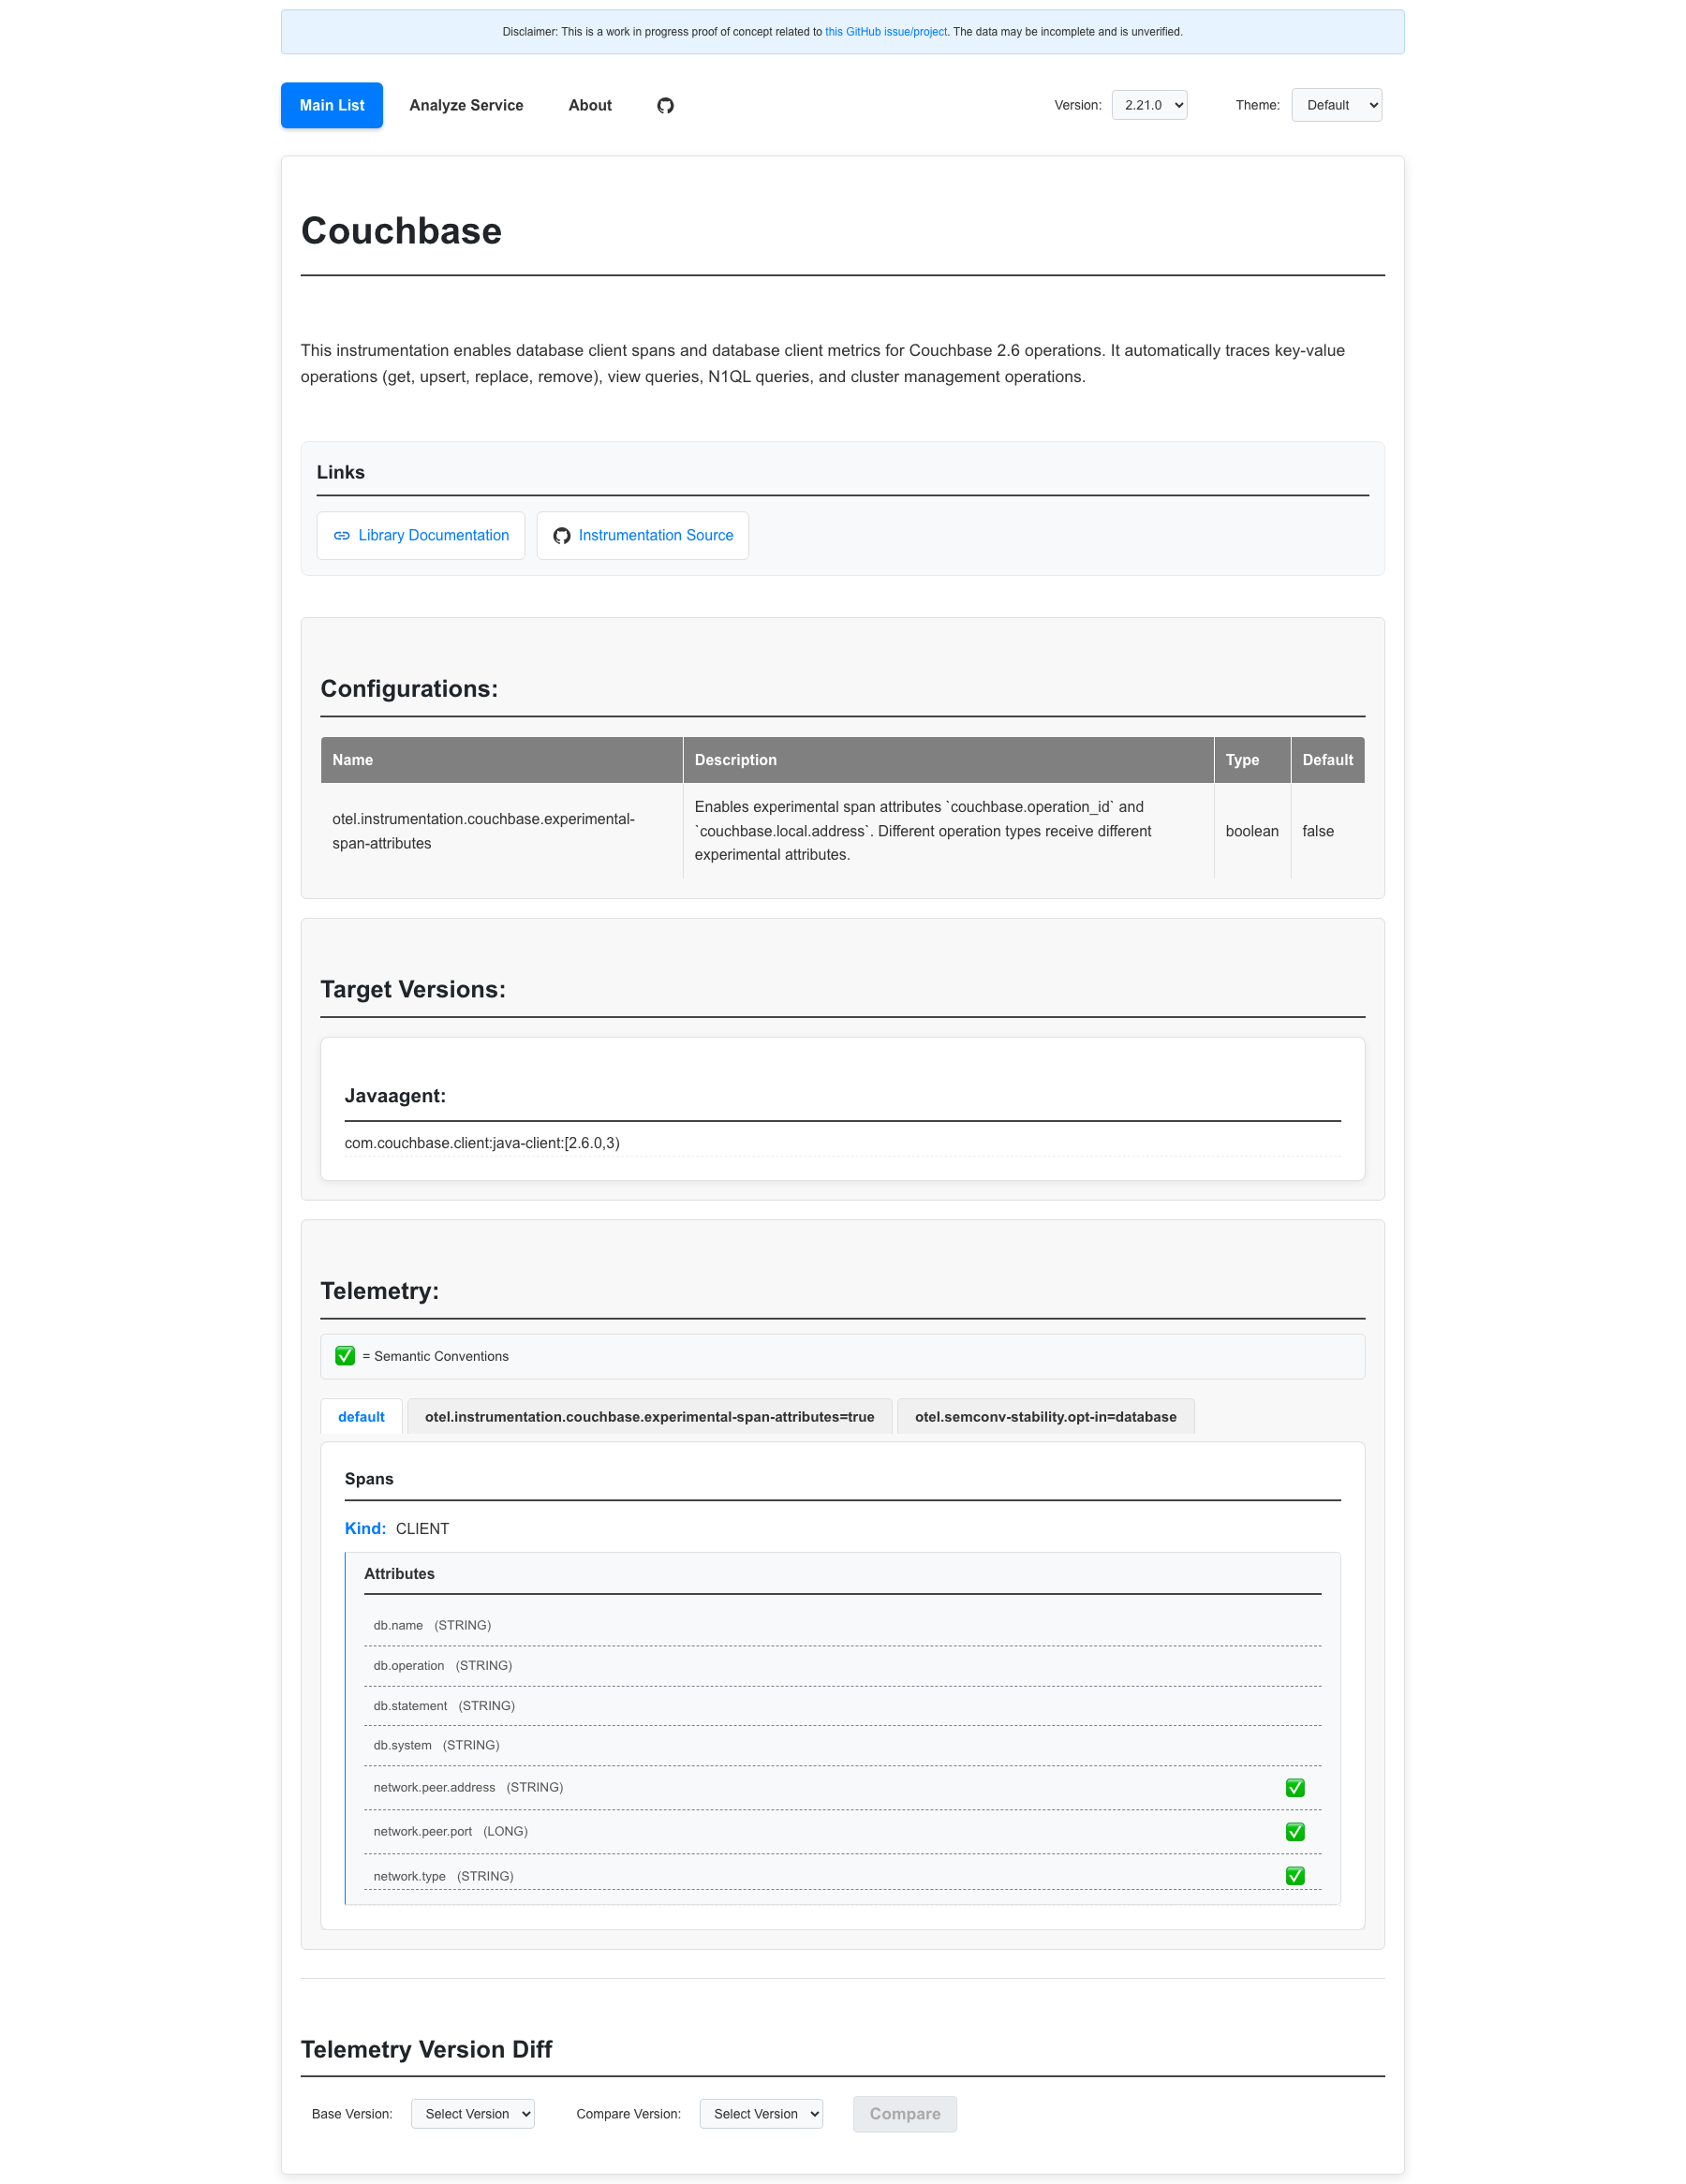 Disclaimer: This is a work in progress proof of concept related to this GitHub issue/project. The data may be incomplete and is unverified.
Main List
Analyze Service
About
Version:
2.21.0
Theme:
Default
Couchbase
This instrumentation enables database client spans and database client metrics for Couchbase 2.6 operations. It automatically traces key-value
operations (get, upsert, replace, remove), view queries, N1QL queries, and cluster management operations.
Links
Library Documentation
Instrumentation Source
Configurations:
Name
Description
Type
Default
otel.instrumentation.couchbase.experimental-
span-attributes
Enables experimental span attributes `couchbase.operation_id` and
`couchbase.local.address`. Different operation types receive different
experimental attributes.
boolean
false
Target Versions:
Javaagent:
com.couchbase.client:java-client:[2.6.0,3)
Telemetry:
✅ = Semantic Conventions
default
otel.instrumentation.couchbase.experimental-span-attributes=true
otel.semconv-stability.opt-in=database
Spans
Kind: CLIENT
Attributes
db.name (STRING)
db.operation (STRING)
db.statement (STRING)
db.system (STRING)
network.peer.address (STRING) ✅
network.peer.port (LONG) ✅
network.type (STRING) ✅
Telemetry Version Diff
Base Version:
Select Version
Compare Version:
Select Version
Compare